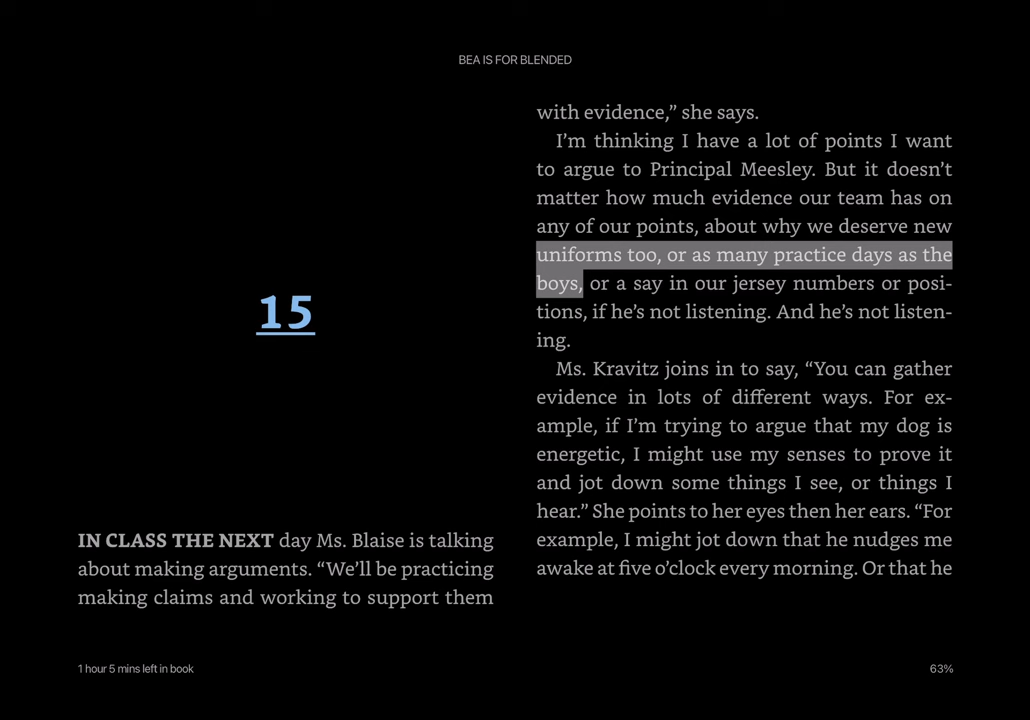 BEA IS FOR BLENDED
15
IN CLASS THE NEXT day Ms. Blaise is talking
about making arguments. “We’ll be practicing
making claims and working to support them
with evidence,” she says.
I’m thinking I have a lot of points I want
to argue to Principal Meesley. But it doesn’t
matter how much evidence our team has on
any of our points, about why we deserve new
uniforms too, or as many practice days as the
boys, or a say in our jersey numbers or posi-
tions, if he’s not listening. And he’s not listen-
ing.
Ms. Kravitz joins in to say, “You can gather
evidence in lots of different ways. For ex-
ample, if I’m trying to argue that my dog is
energetic, I might use my senses to prove it
and jot down some things I see, or things I
hear.” She points to her eyes then her ears. “For
example, I might jot down that he nudges me
awake at five o’clock every morning. Or that he
1 hour 5 mins left in book
63%